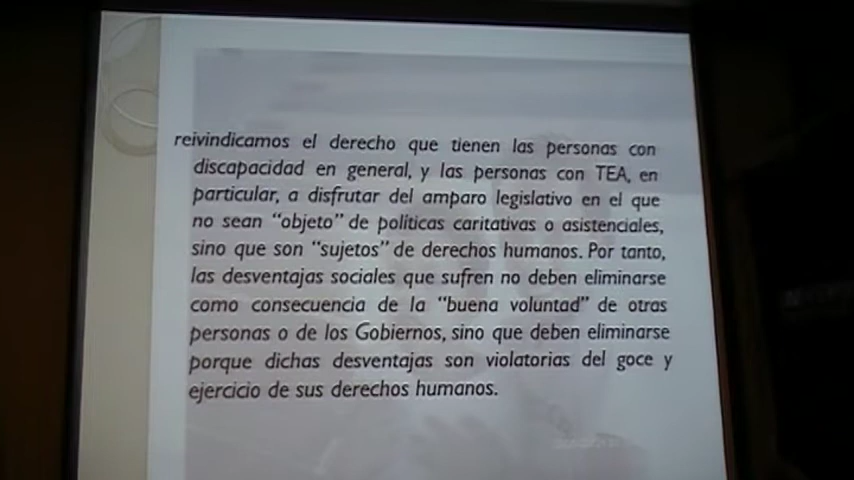 reivindicamos el derecho que tienen las personas con
discapacidad en general, y las personas con TEA, en
particular, a disfrutar del amparo legislativo en el que
no sean “objeto” de políticas caritativas o asistenciales,
sino que son “sujetos” de derechos humanos. Por tanto,
las desventajas sociales que sufren no deben eliminarse
como consecuencia de la “buena voluntad” de otras
personas o de los Gobiernos, sino que deben eliminarse
porque dichas desventajas son violatorias del goce y
ejercicio de sus derechos humanos.